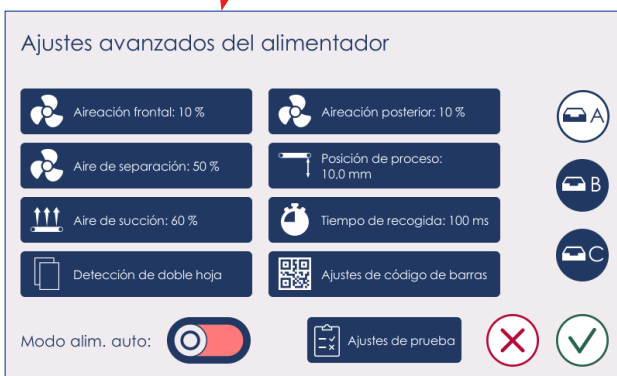 Ajustes avanzados del alimentador
Aireación frontal: 10 %
Aireación posterior: 10 %
A
Aire de separación: 50 %
Posición de proceso:
10,0 mm
B
Aire de succión: 60 %
Tiempo de recogida: 100 ms
C
Detección de doble hoja
Ajustes de código de barras
Modo alim. auto:
Ajustes de prueba